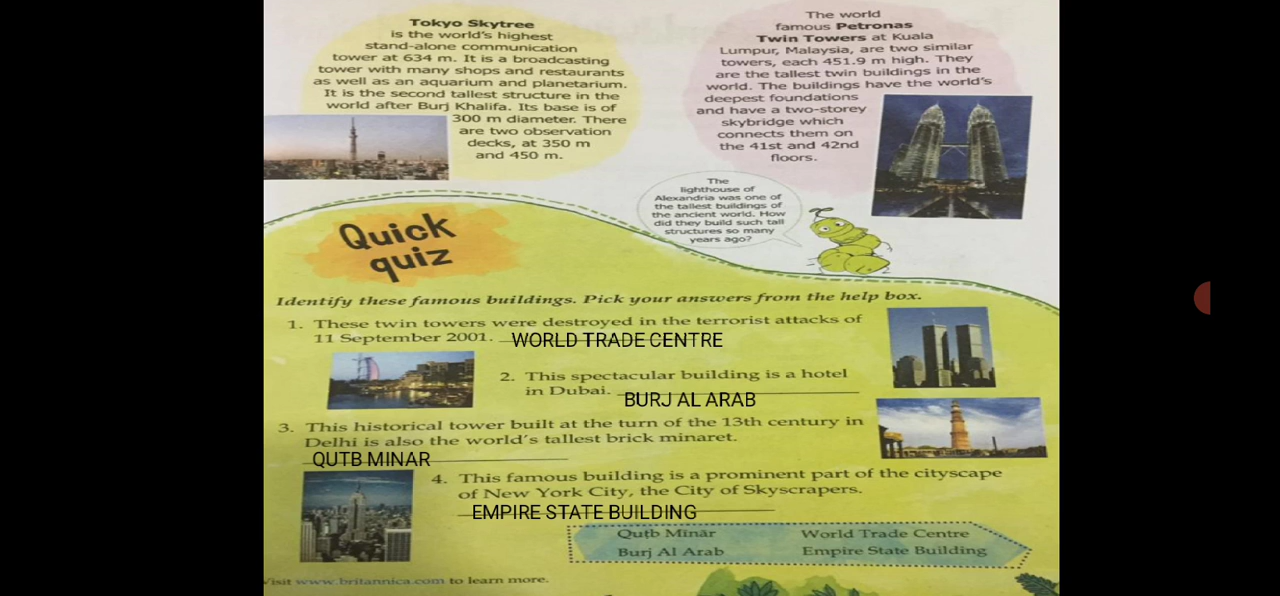 Tokyo Skytree
is the world's highest
stand-alone communication
tower at 634 m. It is a broadcasting
tower with many shops and restaurants
as well as an aquarium and planetarium.
It is the second tallest structure in the
world after Burj Khalifa. Its base is of
300 m diameter. There
are two observation
decks, at 350 m
and 450 m.
The world
famous Petronas
Twin Towers at Kuala
Lumpur, Malaysia, are two similar
towers, each 451.9 m high. They
are the tallest twin buildings in the
world. The buildings have the world's
deepest foundations
and have a two-storey
skybridge which
connects them on
the 41st and 42nd
floors.
The
lighthouse of
Alexandria was one of
the tallest buildings of
the ancient world. How
did they build such tall
structures so many
years ago?
Quick
quiz
Identify these famous buildings. Pick your answers from the help box.
1. These twin towers were destroyed in the terrorist attacks of
11 September 2001. WORLD TRADE CENTRE
2. This spectacular building is a hotel
in Dubai. BURJ AL ARAB
3. This historical tower built at the turn of the 13th century in
Delhi is also the world's tallest brick minaret.
QUTB MINAR
4. This famous building is a prominent part of the cityscape
of New York City, the City of Skyscrapers.
EMPIRE STATE BUILDING
Qutb Mīnār World Trade Centre
Burj Al Arab Empire State Building
Visit www.britannica.com to learn more.